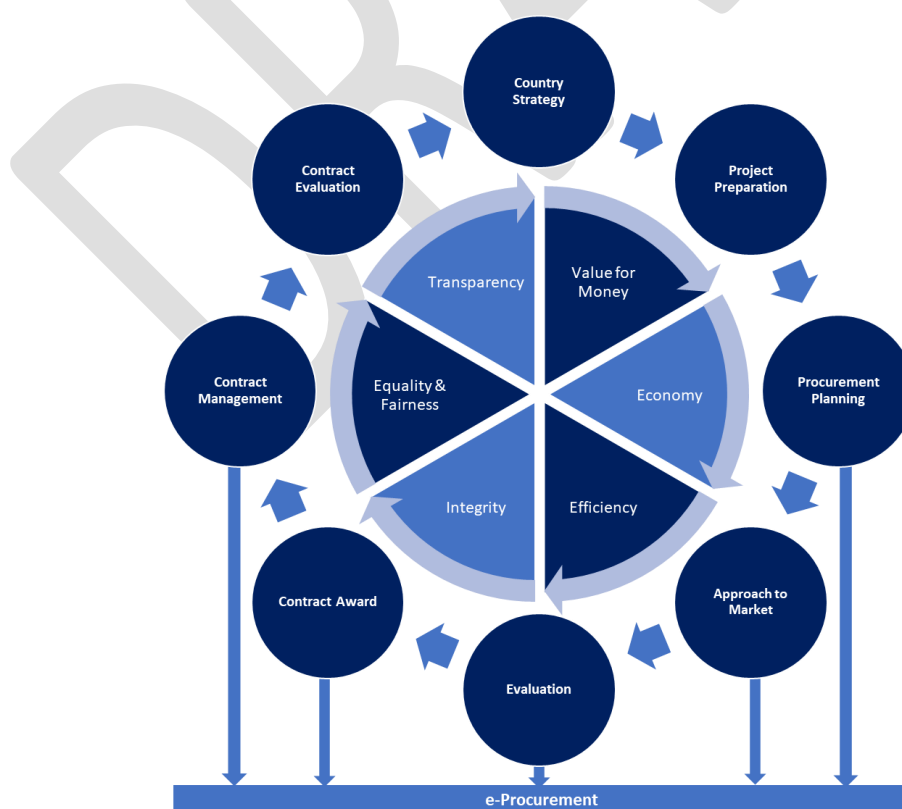 Country
Strategy
Project
Preparation
Procurement
Planning
Approach to
Market
Evaluation
Contract Award
Contract
Management
Contract
Evaluation
Value for
Money
Economy
Efficiency
Integrity
Equality &
Fairness
Transparency
e-Procurement